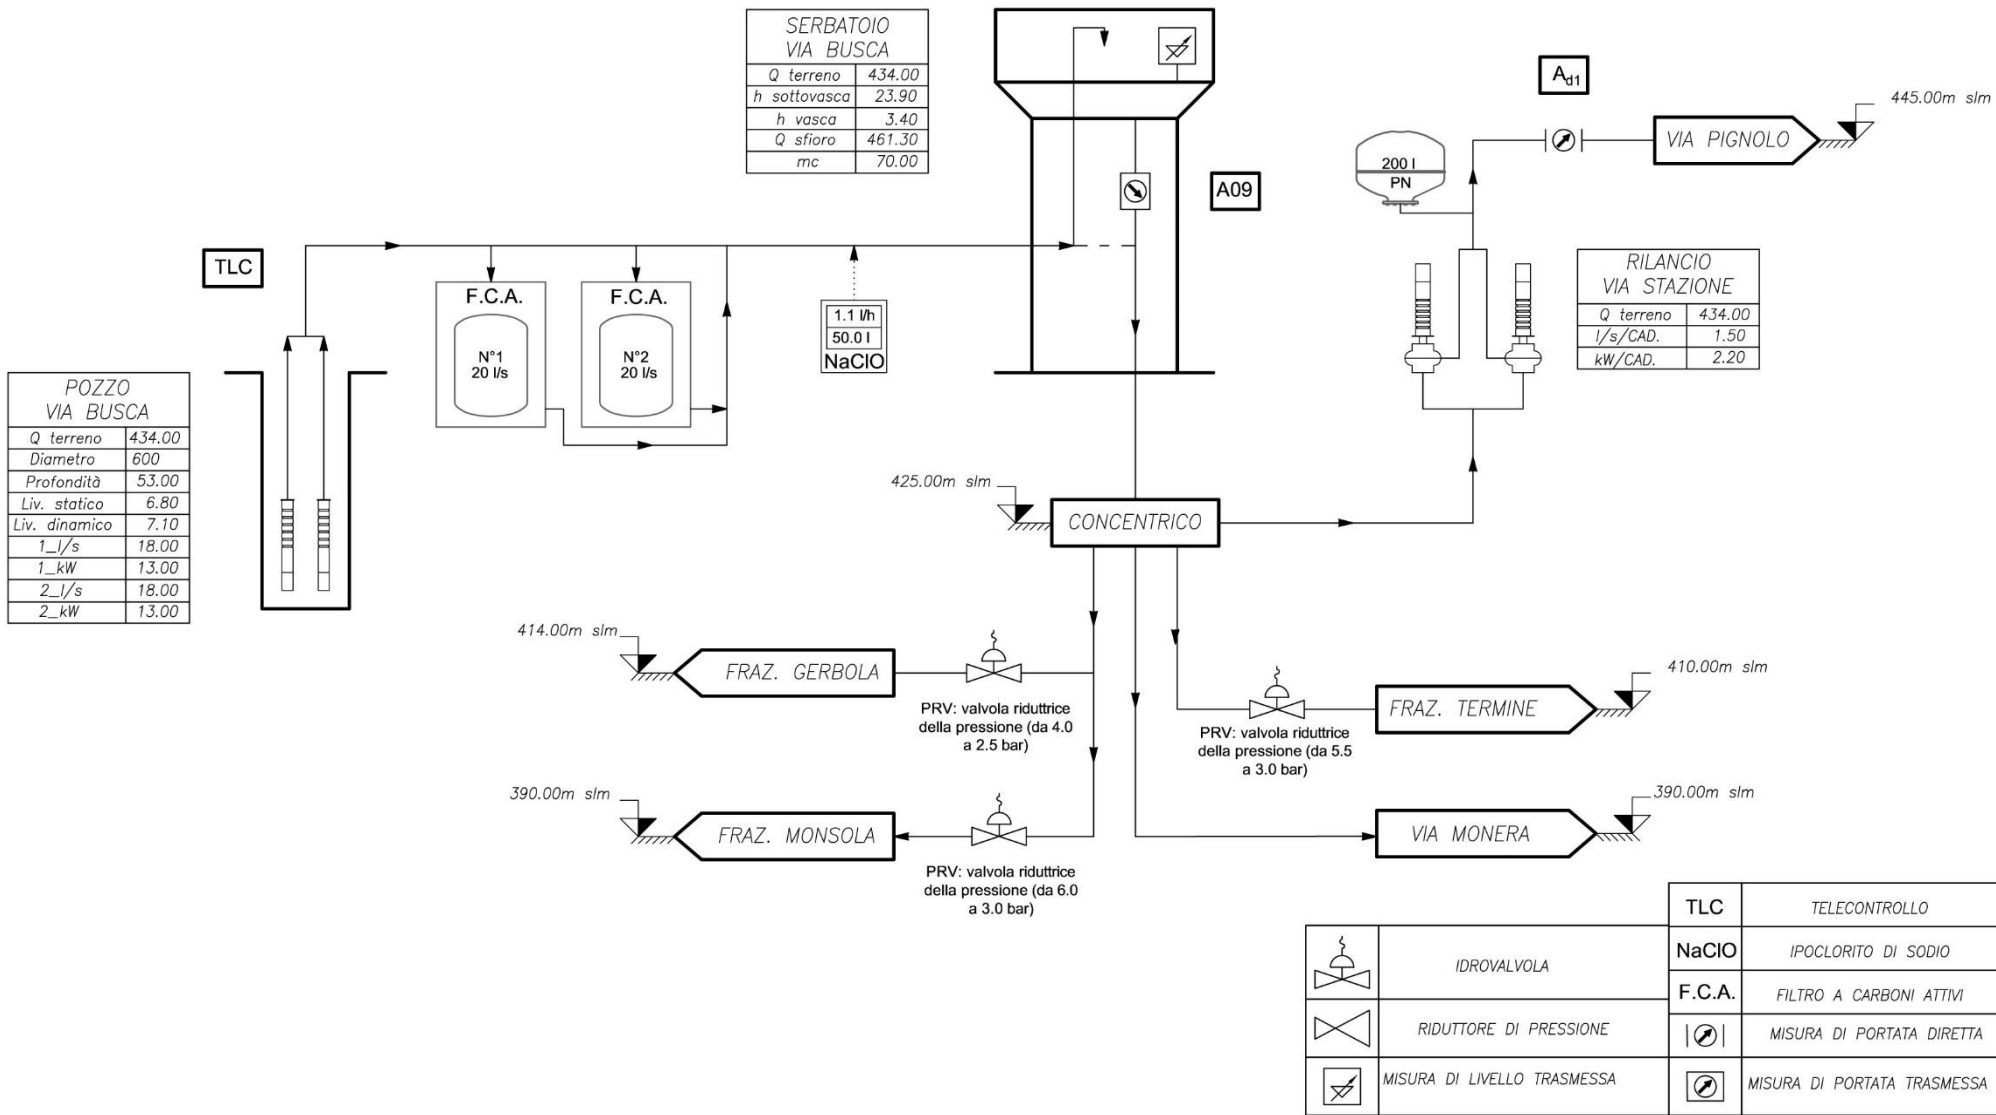 SERBATOIO
VIA BUSCA
Q terreno 434.00
h sottovasca 23.90
h vasca 3.40
Q sfioro 461.30
mc 70.00
A09
Ad1
445.00m slm
VIA PIGNOLO
200 l
PN
RILANCIO
VIA STAZIONE
Q terreno 434.00
l/s/CAD. 1.50
kW/CAD. 2.20
TLC
F.C.A.
N°1
20 l/s
F.C.A.
N°2
20 l/s
1.1 l/h
50.0 l
NaClO
POZZO
VIA BUSCA
Q terreno 434.00
Diametro 600
Profondità 53.00
Liv. statico 6.80
Liv. dinamico 7.10
1_l/s 18.00
1_kW 13.00
2_l/s 18.00
2_kW 13.00
425.00m slm
CONCENTRICO
414.00m slm
FRAZ. GERBOLA
PRV: valvola riduttrice
della pressione (da 4.0
a 2.5 bar)
410.00m slm
FRAZ. TERMINE
PRV: valvola riduttrice
della pressione (da 5.5
a 3.0 bar)
390.00m slm
FRAZ. MONSOLA
PRV: valvola riduttrice
della pressione (da 6.0
a 3.0 bar)
390.00m slm
VIA MONERA
IDROVALVOLA
RIDUTTORE DI PRESSIONE
MISURA DI LIVELLO TRASMESSA
TLC TELECONTROLLO
NaClO IPOCLORITO DI SODIO
F.C.A. FILTRO A CARBONI ATTIVI
MISURA DI PORTATA DIRETTA
MISURA DI PORTATA TRASMESSA